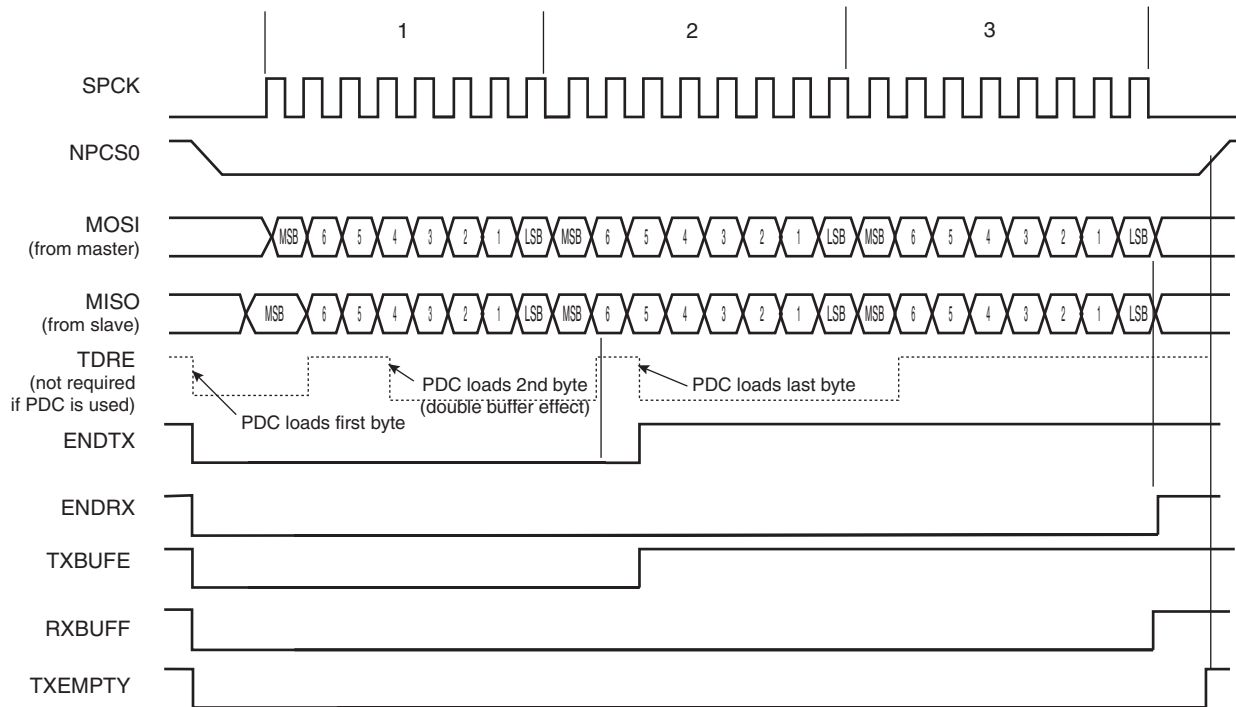 1 2 3
SPCK
NPCS0
MOSI
(from master)
MSB 6 5 4 3 2 1 LSB MSB 6 5 4 3 2 1 LSB MSB 6 5 4 3 2 1 LSB
MISO
(from slave)
MSB 6 5 4 3 2 1 LSB MSB 6 5 4 3 2 1 LSB MSB 6 5 4 3 2 1 LSB
TDRE
(not required
if PDC is used)
PDC loads first byte
PDC loads 2nd byte
(double buffer effect)
PDC loads last byte
ENDTX
ENDRX
TXBUFE
RXBUFF
TXEMPTY